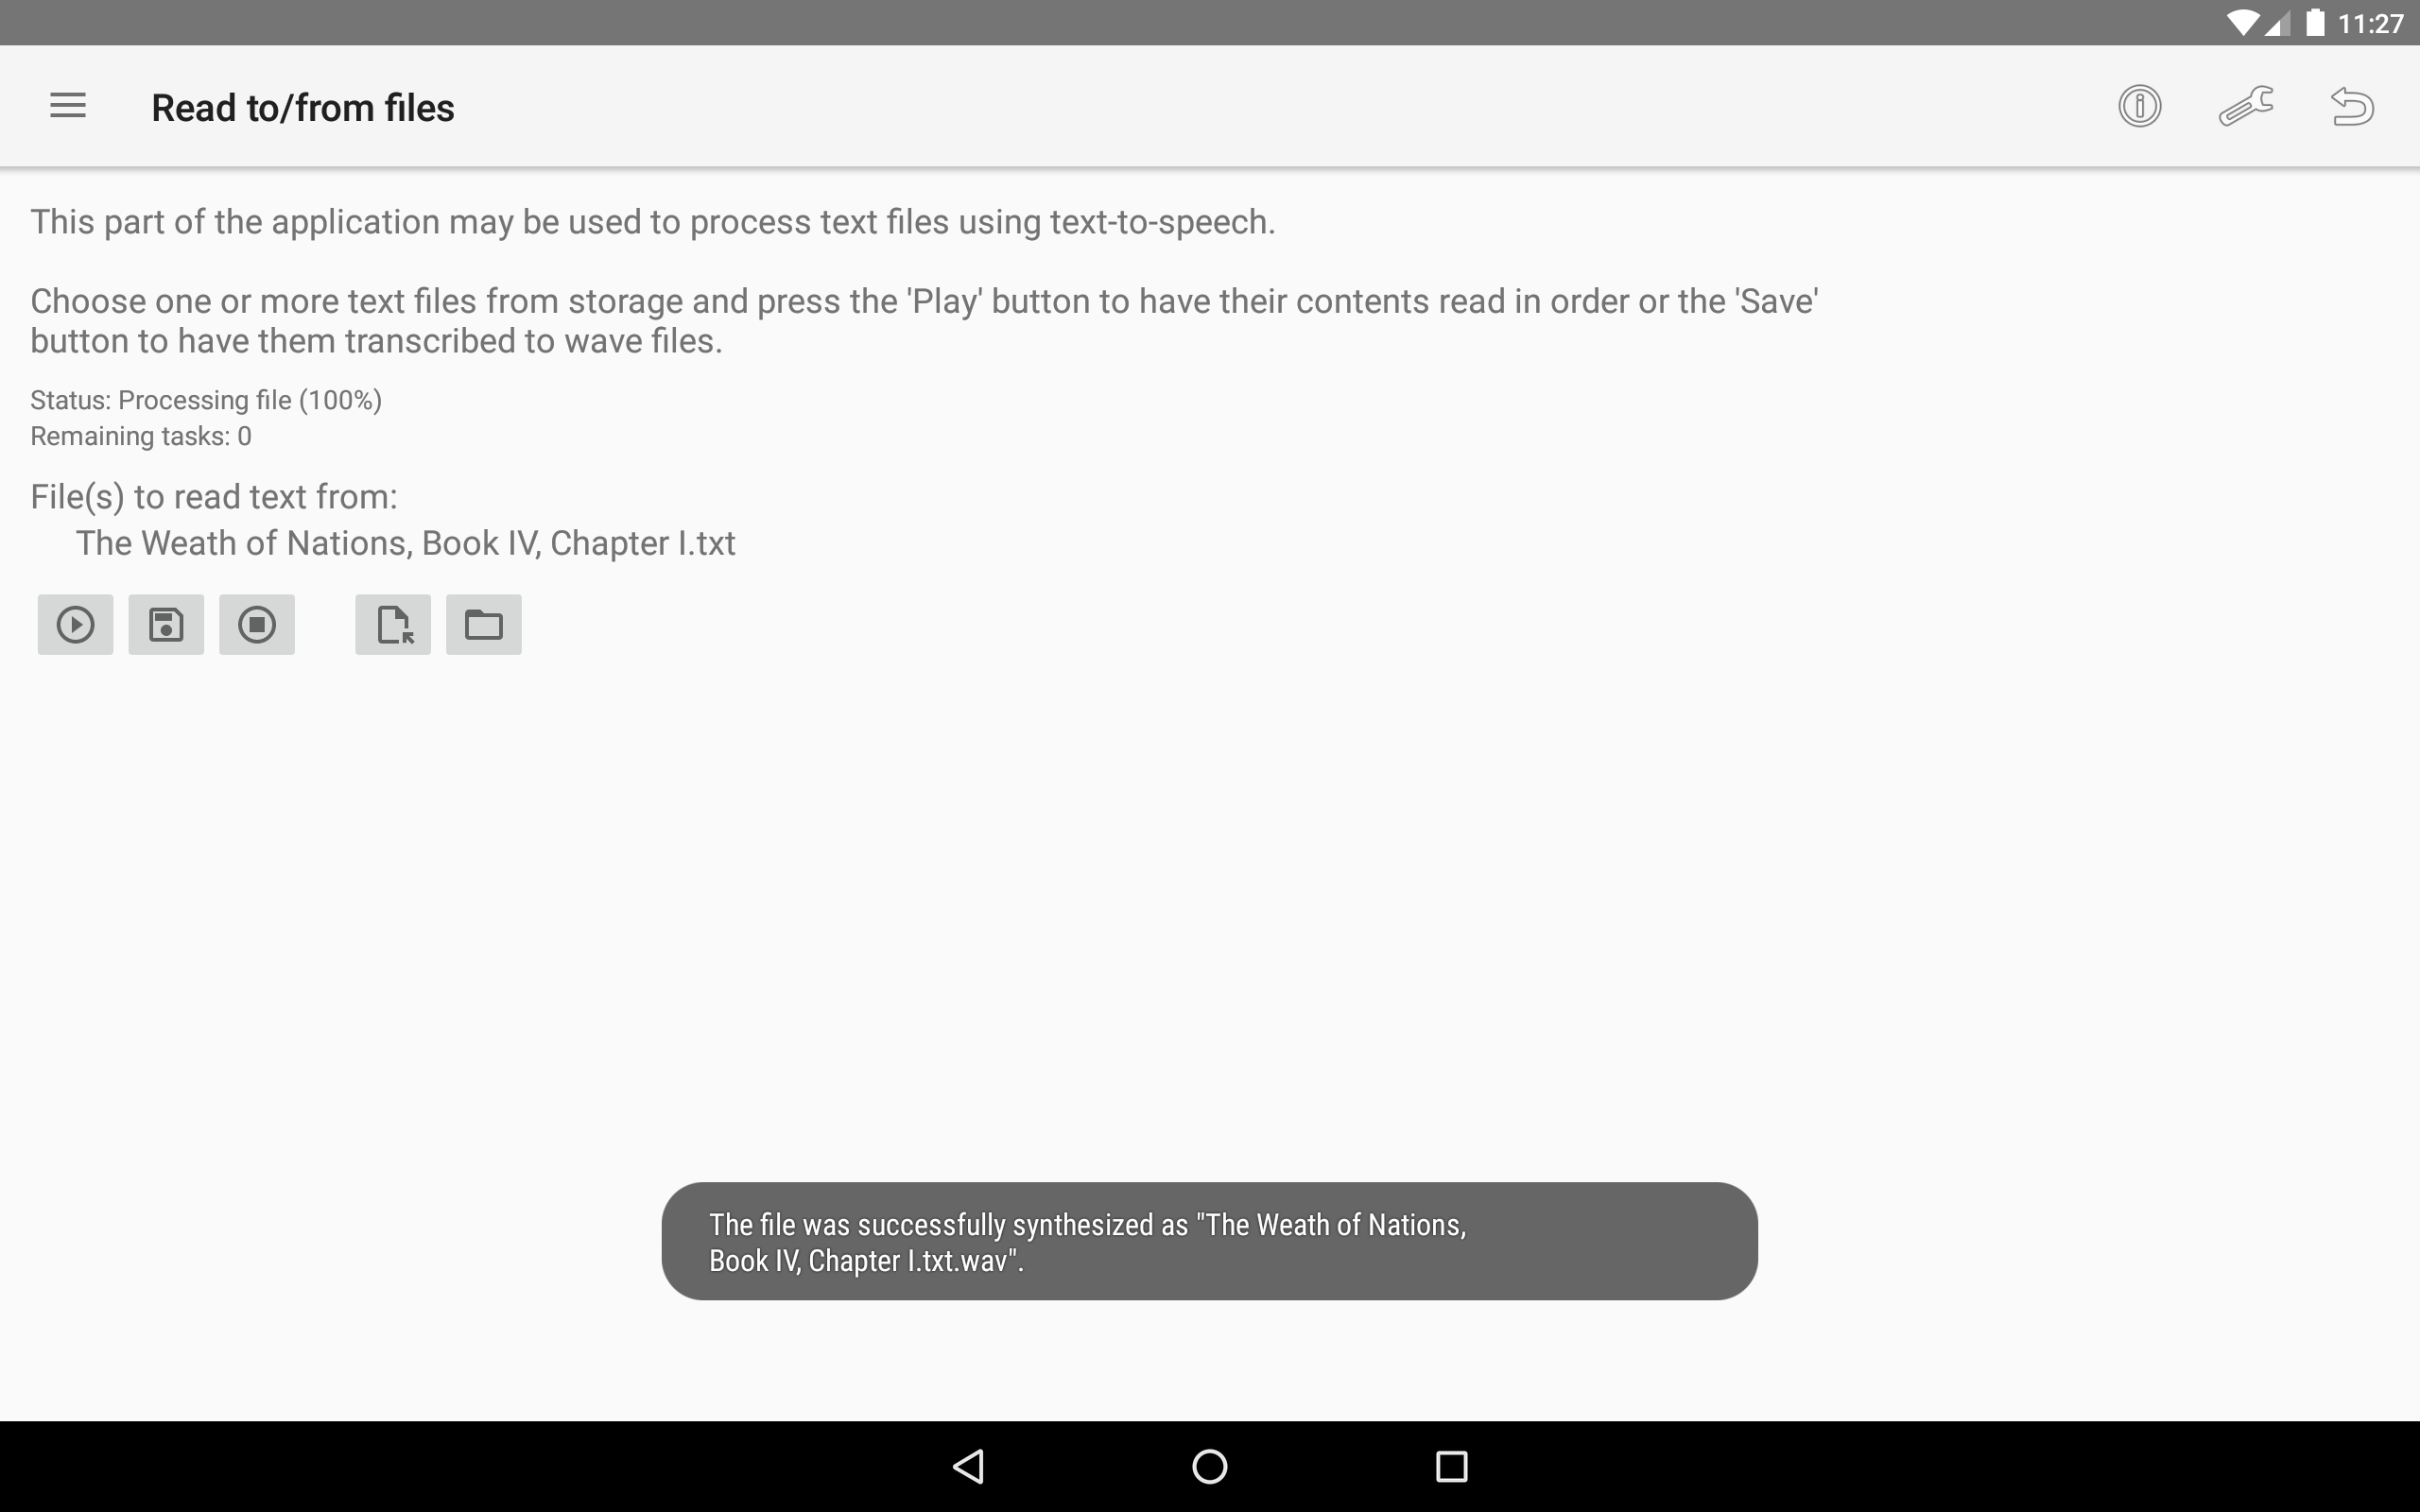 11:27
Read to/from files
This part of the application may be used to process text files using text-to-speech.
Choose one or more text files from storage and press the 'Play' button to have their contents read in order or the 'Save'
button to have them transcribed to wave files.
Status: Processing file (100%)
Remaining tasks: 0
File(s) to read text from:
The Weath of Nations, Book IV, Chapter I.txt
The file was successfully synthesized as "The Weath of Nations,
Book IV, Chapter I.txt.wav".